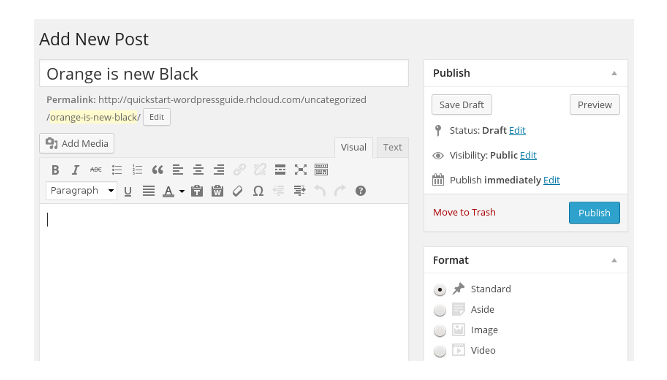 Add New Post
Orange is new Black
Permalink: http://quickstart-wordpressguide.rhcloud.com/uncategorized
/orange-is-new-black/ Edit
Add Media
Visual Text
B I ABC
Paragraph U A T W Ω ?
Publish
Save Draft Preview
Status: Draft Edit
Visibility: Public Edit
Publish immediately Edit
Move to Trash Publish
Format
Standard
Aside
Image
Video